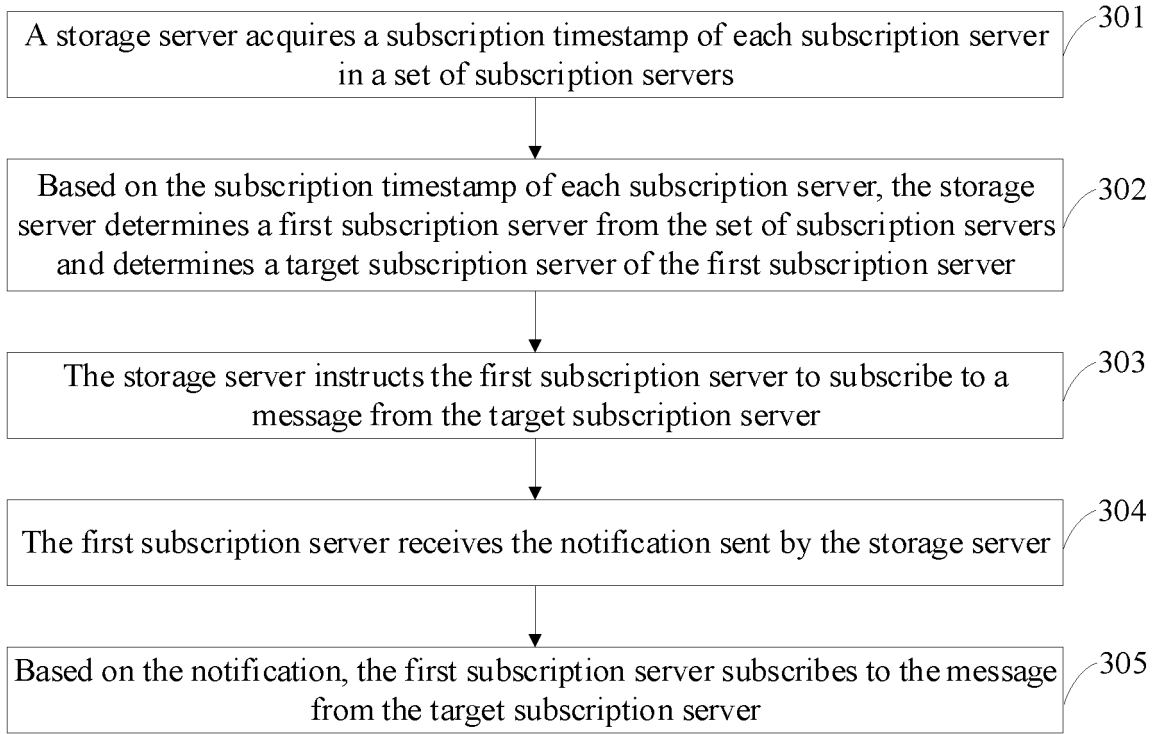 A storage server acquires a subscription timestamp of each subscription server
in a set of subscription servers
301
Based on the subscription timestamp of each subscription server, the storage
server determines a first subscription server from the set of subscription servers
and determines a target subscription server of the first subscription server
302
The storage server instructs the first subscription server to subscribe to a
message from the target subscription server
303
The first subscription server receives the notification sent by the storage server
304
Based on the notification, the first subscription server subscribes to the message
from the target subscription server
305